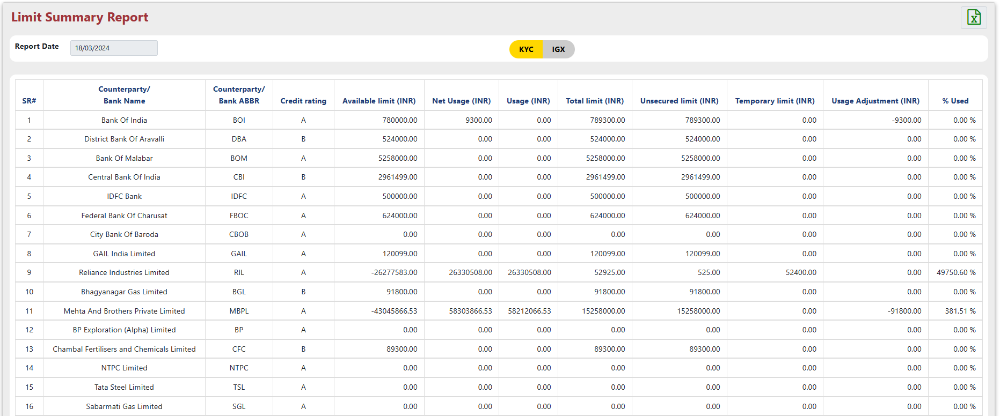 Limit Summary Report
Report Date 18/03/2024 KYC IGX
SR# Counterparty/ Bank Name Counterparty/ Bank ABBR Credit rating Available limit (INR) Net Usage (INR) Usage (INR) Total limit (INR) Unsecured limit (INR) Temporary limit (INR) Usage Adjustment (INR) % Used
1 Bank Of India BOI A 780000.00 9300.00 0.00 789300.00 789300.00 0.00 -9300.00 0.00 %
2 District Bank Of Aravalli DBA B 524000.00 0.00 0.00 524000.00 524000.00 0.00 0.00 0.00 %
3 Bank Of Malabar BOM A 5258000.00 0.00 0.00 5258000.00 5258000.00 0.00 0.00 0.00 %
4 Central Bank Of India CBI B 2961499.00 0.00 0.00 2961499.00 2961499.00 0.00 0.00 0.00 %
5 IDFC Bank IDFC A 500000.00 0.00 0.00 500000.00 500000.00 0.00 0.00 0.00 %
6 Federal Bank Of Charusat FBOC A 624000.00 0.00 0.00 624000.00 624000.00 0.00 0.00 0.00 %
7 City Bank Of Baroda CBOB A 0.00 0.00 0.00 0.00 0.00 0.00 0.00 0.00 %
8 GAIL India Limited GAIL A 120099.00 0.00 0.00 120099.00 120099.00 0.00 0.00 0.00 %
9 Reliance Industries Limited RIL A -26277583.00 26330508.00 26330508.00 52925.00 525.00 52400.00 0.00 49750.60 %
10 Bhagyanagar Gas Limited BGL B 91800.00 0.00 0.00 91800.00 91800.00 0.00 0.00 0.00 %
11 Mehta And Brothers Private Limited MBPL A -43045866.53 58303866.53 58212066.53 15258000.00 15258000.00 0.00 -91800.00 381.51 %
12 BP Exploration (Alpha) Limited BP A 0.00 0.00 0.00 0.00 0.00 0.00 0.00 0.00 %
13 Chambal Fertilisers and Chemicals Limited CFC B 89300.00 0.00 0.00 89300.00 89300.00 0.00 0.00 0.00 %
14 NTPC Limited NTPC A 0.00 0.00 0.00 0.00 0.00 0.00 0.00 0.00 %
15 Tata Steel Limited TSL A 0.00 0.00 0.00 0.00 0.00 0.00 0.00 0.00 %
16 Sabarmati Gas Limited SGL A 0.00 0.00 0.00 0.00 0.00 0.00 0.00 0.00 %